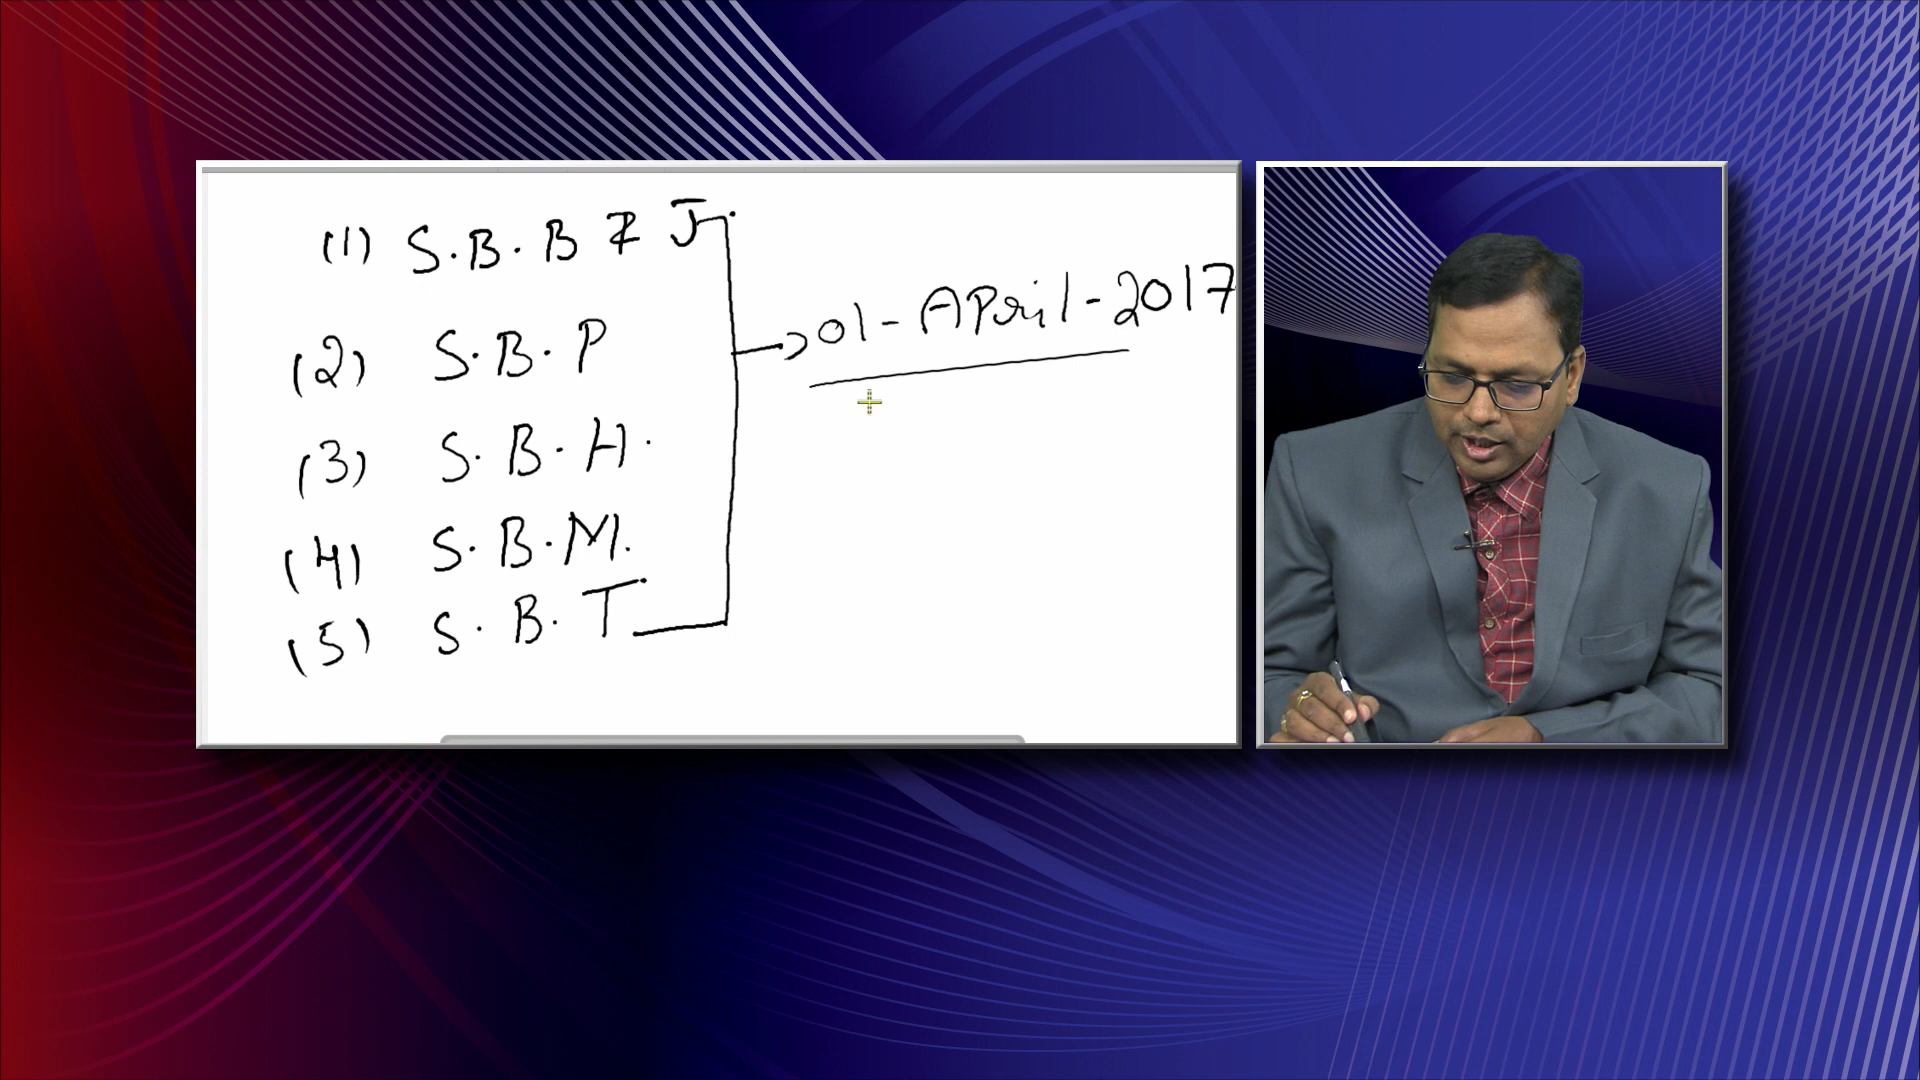 (1) S.B.B & J.
01-April-2017
(2) S.B.P
(3) S.B.H.
(4) S.B.M.
(5) S.B.T